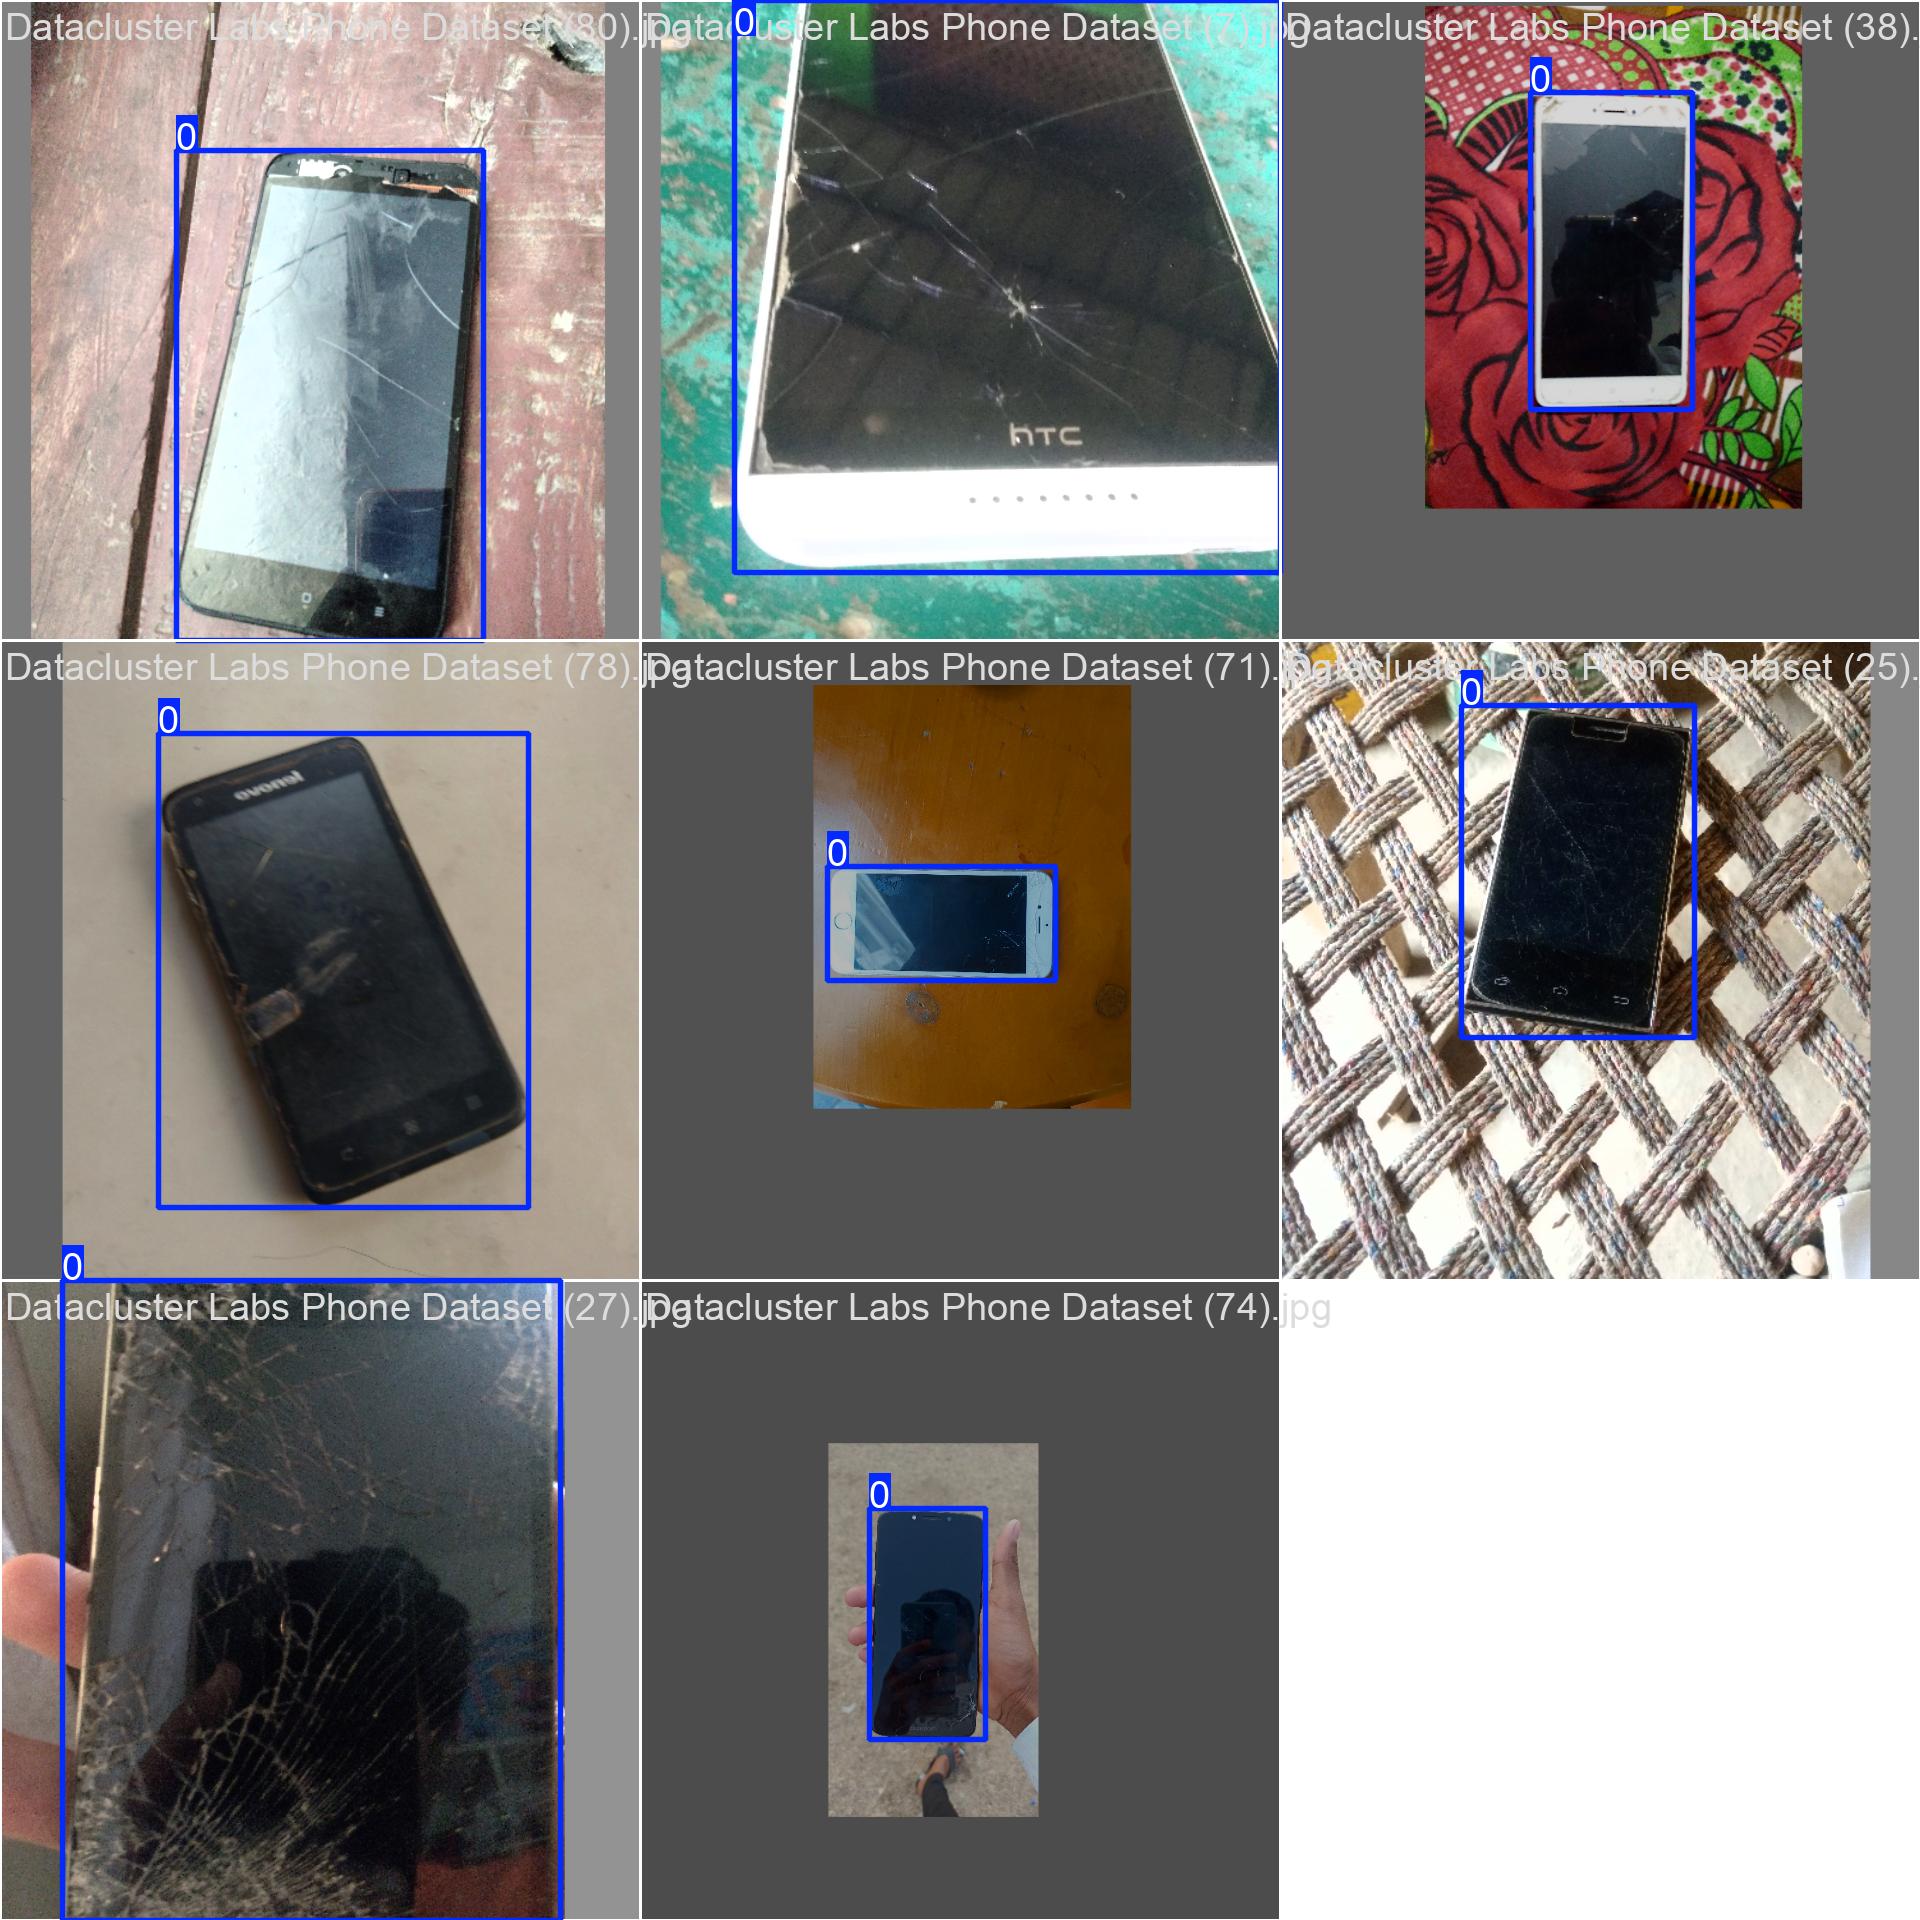 Datacluster Labs Phone Dataset (80).jpg
Datacluster Labs Phone Dataset (7).jpg
Datacluster Labs Phone Dataset (38).
0
0
0
hTC
Datacluster Labs Phone Dataset (78).jpg
Datacluster Labs Phone Dataset (71).jpg
Datacluster Labs Phone Dataset (25).
0
0
0
lenovo
Datacluster Labs Phone Dataset (27).jpg
Datacluster Labs Phone Dataset (74).jpg
0
0